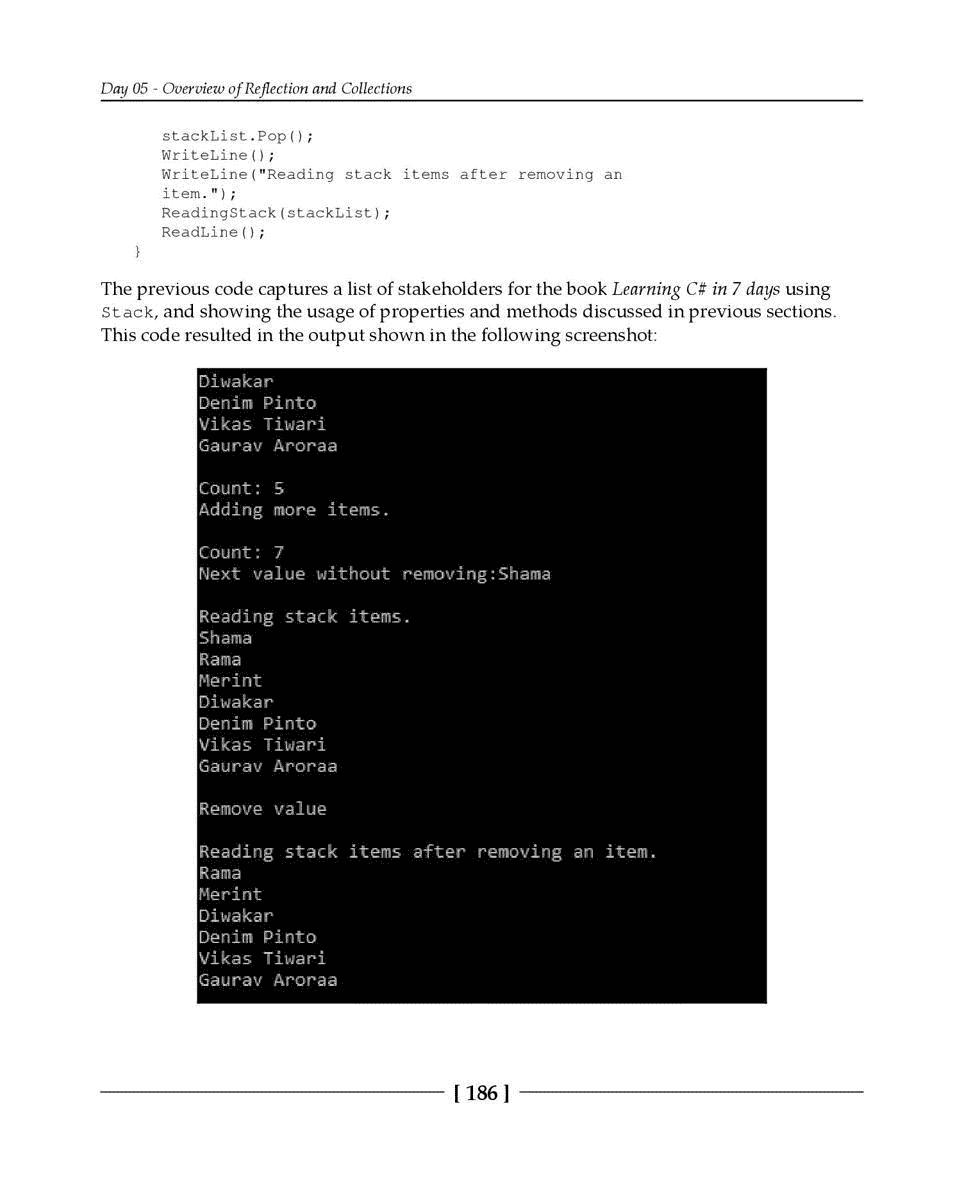 Day 05 - Overview of Reflection and Collections
stackList.Pop();
WriteLine();
WriteLine("Reading stack items after removing an
item.");
ReadingStack(stackList);
ReadLine();
}
The previous code captures a list of stakeholders for the book Learning C# in 7 days using
Stack, and showing the usage of properties and methods discussed in previous sections.
This code resulted in the output shown in the following screenshot:
Diwakar
Denim Pinto
Vikas Tiwari
Gaurav Aroraa
Count: 5
Adding more items.
Count: 7
Next value without removing:Shama
Reading stack items.
Shama
Rama
Merint
Diwakar
Denim Pinto
Vikas Tiwari
Gaurav Aroraa
Remove value
Reading stack items after removing an item.
Rama
Merint
Diwakar
Denim Pinto
Vikas Tiwari
Gaurav Aroraa
[ 186 ]